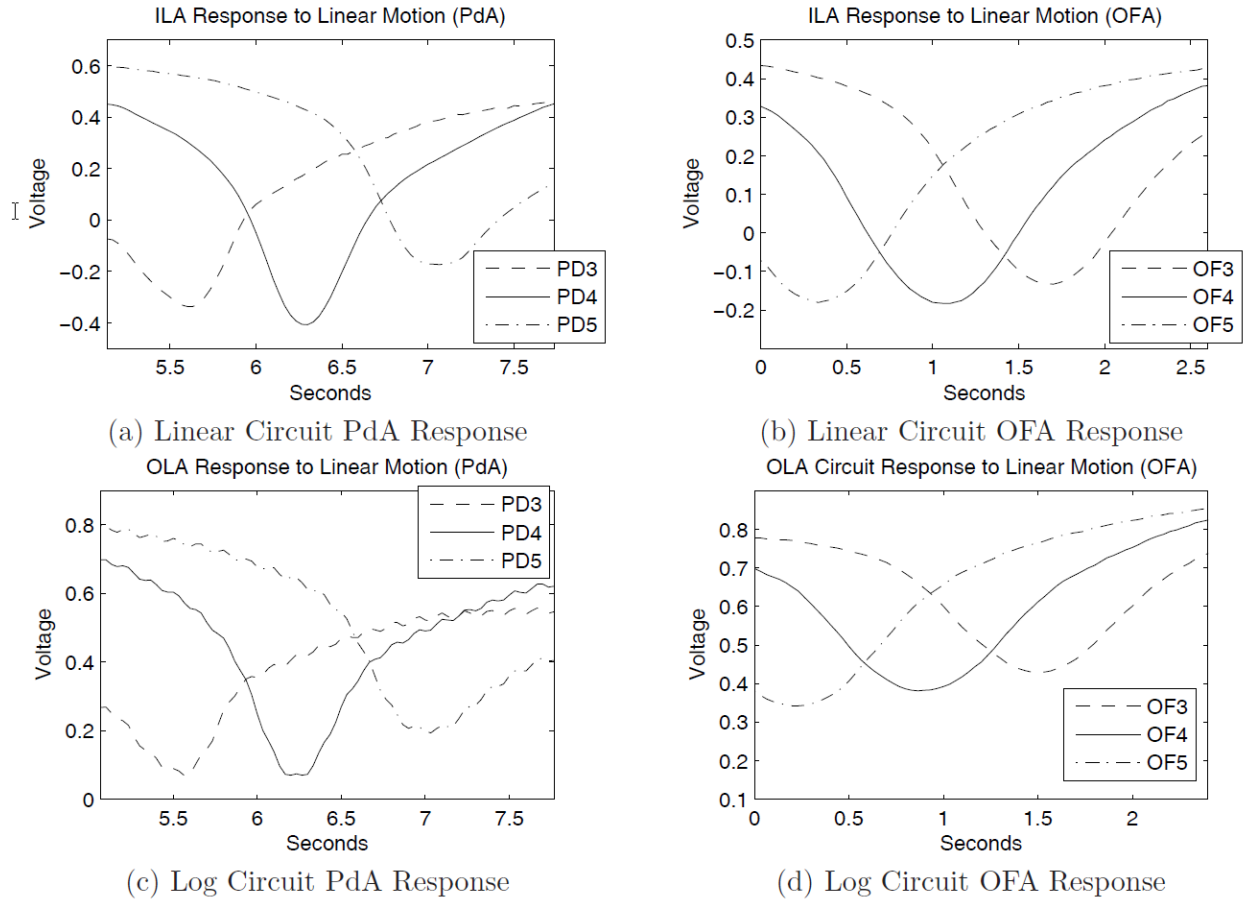 ILA Response to Linear Motion (PdA)
0.6
0.4
0.2
0
−0.2
−0.4
Voltage
PD3
PD4
PD5
5.5 6 6.5 7 7.5
Seconds
(a) Linear Circuit PdA Response
ILA Response to Linear Motion (OFA)
0.5
0.4
0.3
0.2
0.1
0
−0.1
−0.2
Voltage
OF3
OF4
OF5
0 0.5 1 1.5 2 2.5
Seconds
(b) Linear Circuit OFA Response
OLA Response to Linear Motion (PdA)
PD3
PD4
PD5
0.8
0.6
0.4
0.2
0
Voltage
5.5 6 6.5 7 7.5
Seconds
(c) Log Circuit PdA Response
OLA Circuit Response to Linear Motion (OFA)
0.8
0.7
0.6
0.5
0.4
0.3
0.2
0.1
Voltage
OF3
OF4
OF5
0 0.5 1 1.5 2
Seconds
(d) Log Circuit OFA Response